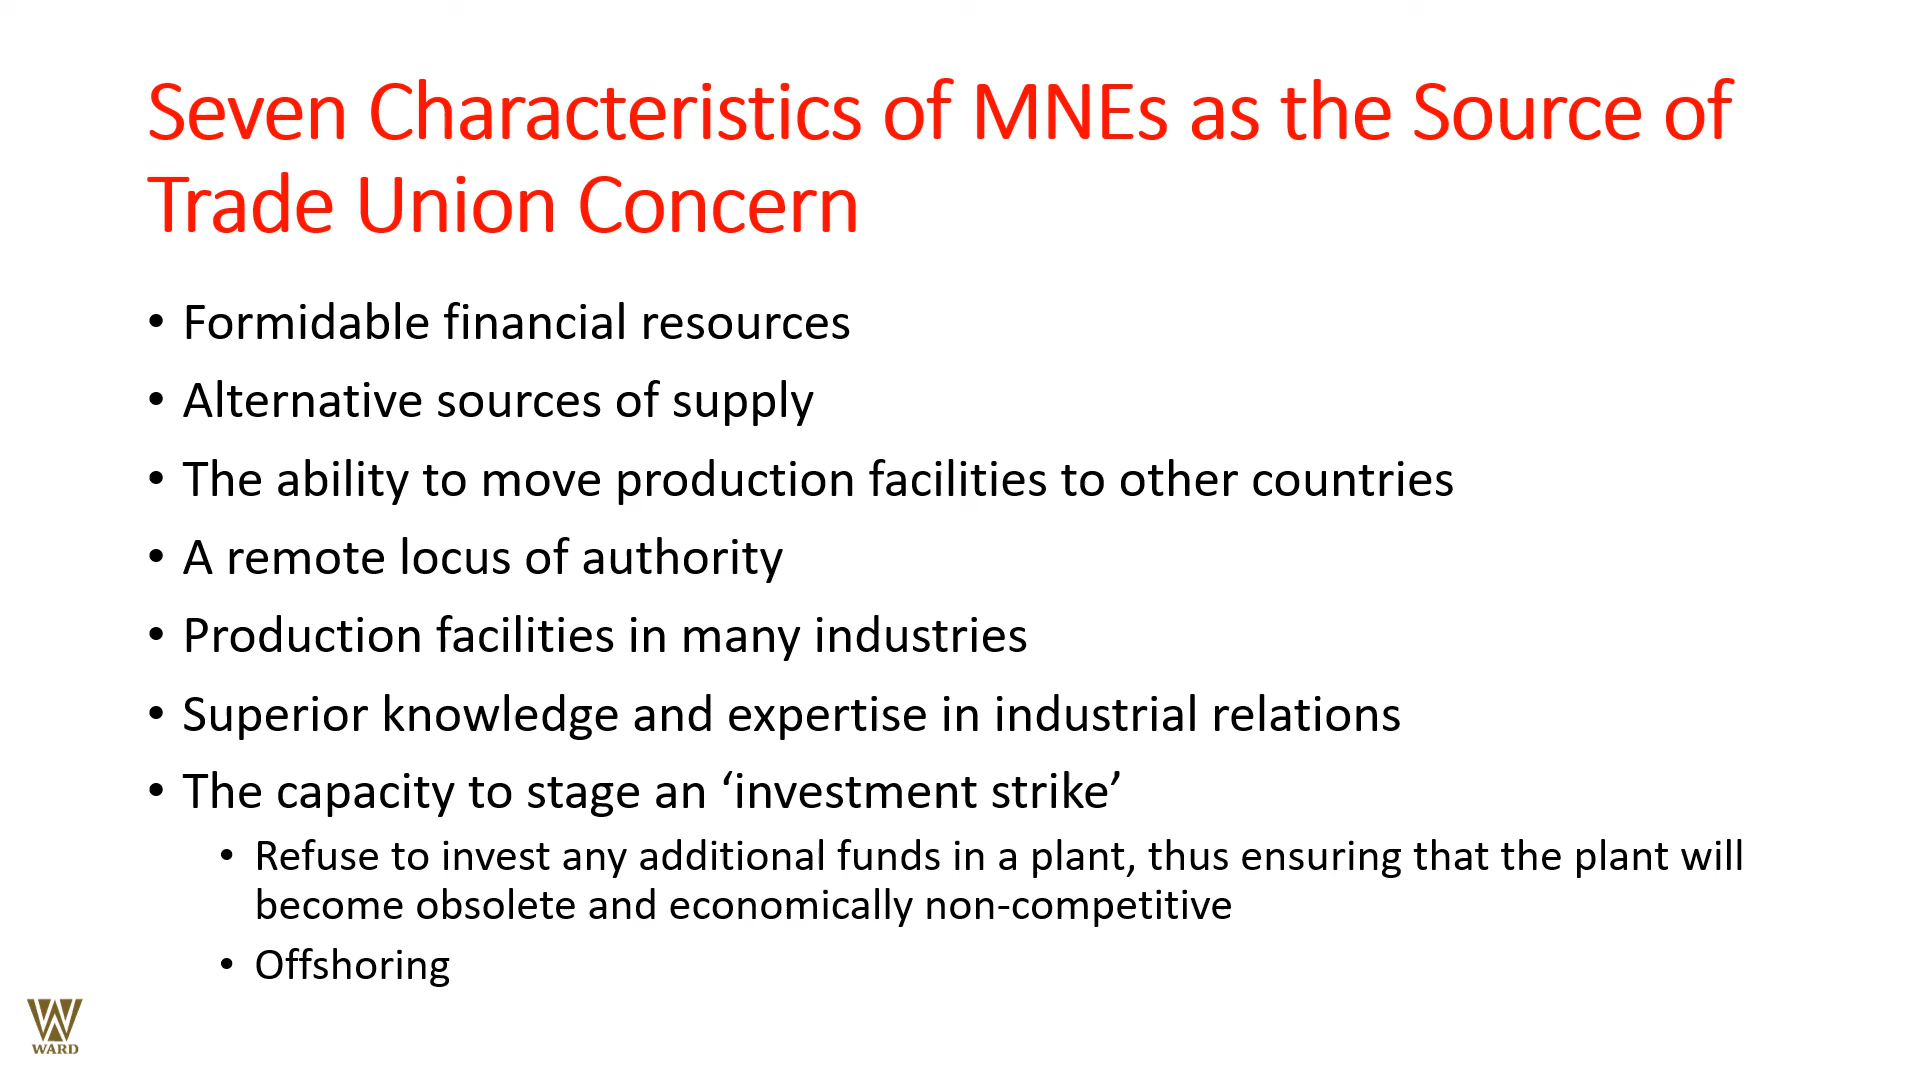 Seven Characteristics of MNEs as the Source of
Trade Union Concern
• Formidable financial resources
• Alternative sources of supply
• The ability to move production facilities to other countries
• A remote locus of authority
• Production facilities in many industries
• Superior knowledge and expertise in industrial relations
• The capacity to stage an ‘investment strike’
• Refuse to invest any additional funds in a plant, thus ensuring that the plant will
become obsolete and economically non-competitive
• Offshoring
WARD